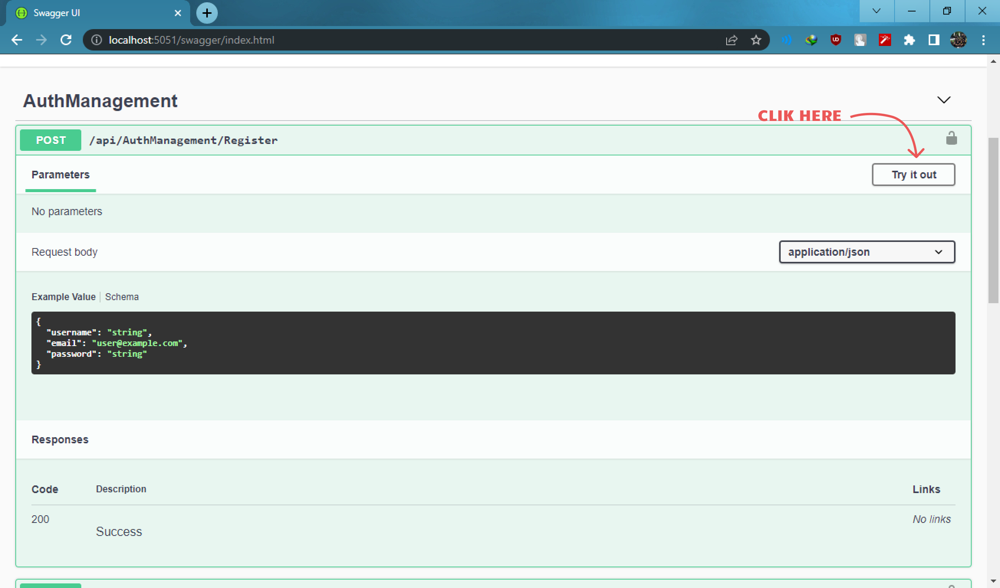 Swagger UI
localhost:5051/swagger/index.html
AuthManagement
CLIK HERE
POST /api/AuthManagement/Register
Parameters
Try it out
No parameters
Request body
application/json
Example Value Schema
{
"username": "string",
"email": "user@example.com",
"password": "string"
}
Responses
Code Description Links
200 No links
Success